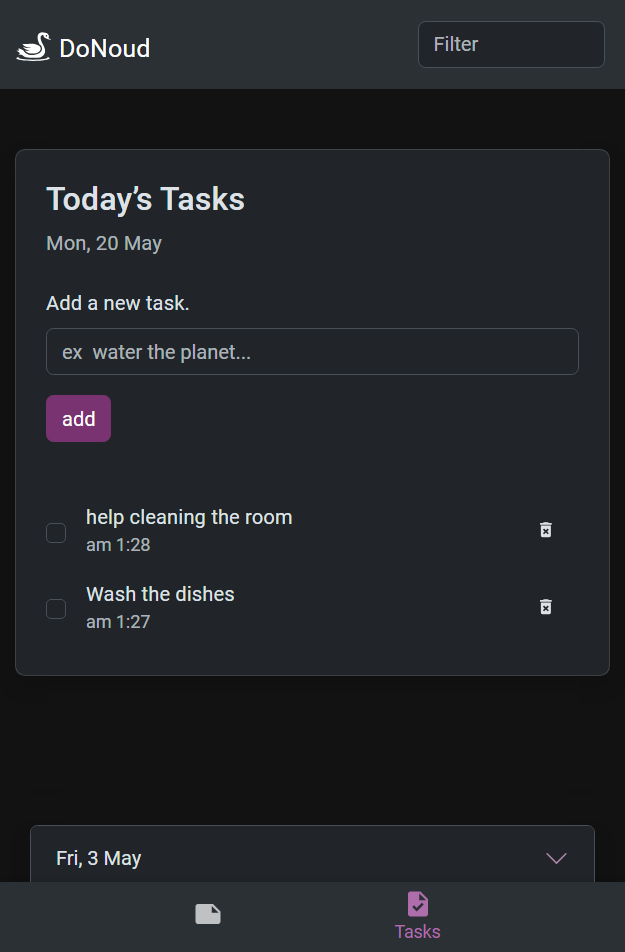 DoNoud
Filter
Today’s Tasks
Mon, 20 May
Add a new task.
ex  water the planet...
add
help cleaning the room
am 1:28
Wash the dishes
am 1:27
Fri, 3 May
Tasks